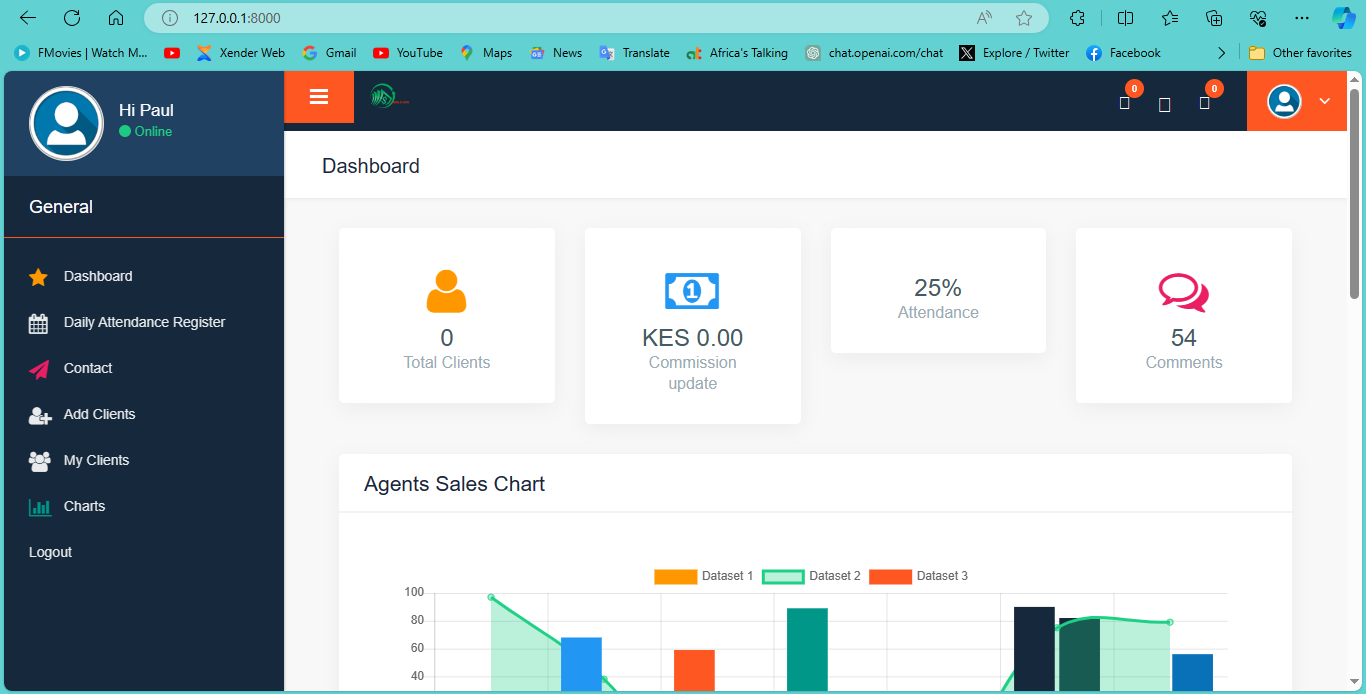 127.0.0.1:8000
FMovies | Watch M...
Xender Web
Gmail
YouTube
Maps
News
Translate
Africa's Talking
chat.openai.com/chat
Explore / Twitter
Facebook
Other favorites
Hi Paul
Online
0
0
Dashboard
General
Dashboard
Daily Attendance Register
Contact
Add Clients
My Clients
Charts
Logout
0
Total Clients
1
KES 0.00
Commission
update
25%
Attendance
54
Comments
Agents Sales Chart
Dataset 1
Dataset 2
Dataset 3
100
80
60
40